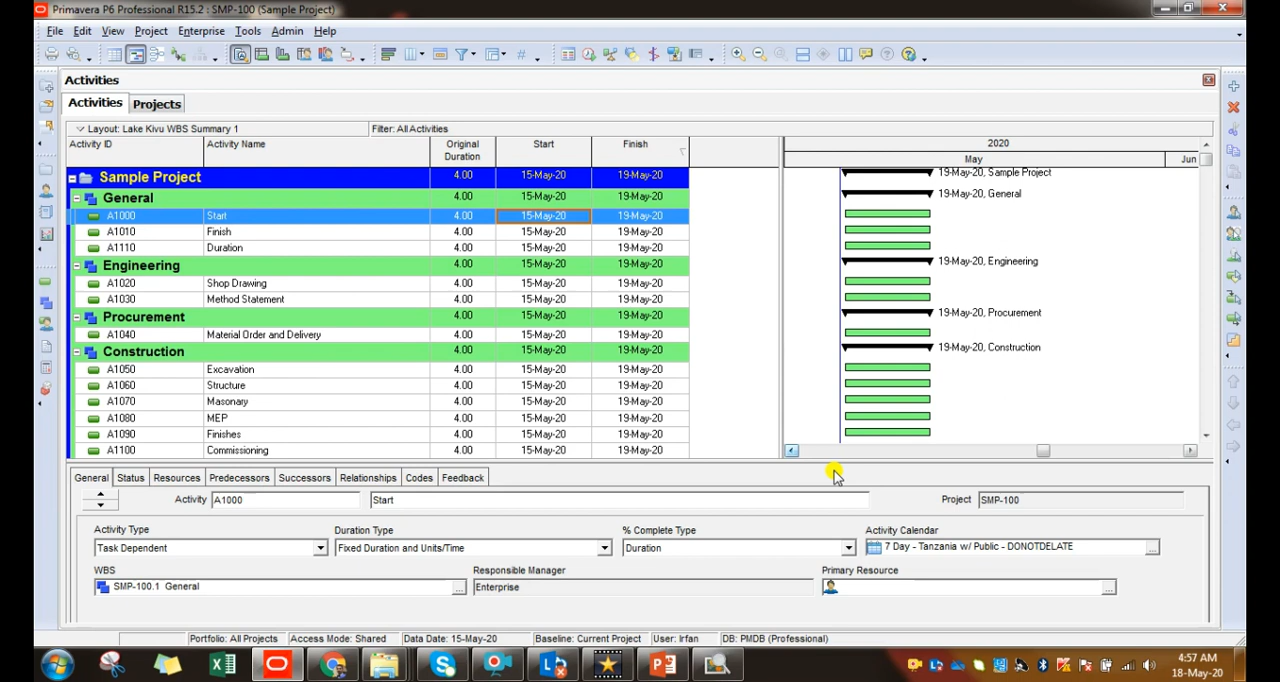 Primavera P6 Professional R15.2 : SMP-100 (Sample Project)
File Edit View Project Enterprise Tools Admin Help
Activities
Activities Projects
Layout: Lake Kivu WBS Summary 1 Filter: All Activities
Activity ID Activity Name Original Duration Start Finish 2020
May Jun
Sample Project 4.00 15-May-20 19-May-20 19-May-20, Sample Project
General 4.00 15-May-20 19-May-20 19-May-20, General
A1000 Start 4.00 15-May-20 19-May-20
A1010 Finish 4.00 15-May-20 19-May-20
A1110 Duration 4.00 15-May-20 19-May-20
Engineering 4.00 15-May-20 19-May-20 19-May-20, Engineering
A1020 Shop Drawing 4.00 15-May-20 19-May-20
A1030 Method Statement 4.00 15-May-20 19-May-20
Procurement 4.00 15-May-20 19-May-20 19-May-20, Procurement
A1040 Material Order and Delivery 4.00 15-May-20 19-May-20
Construction 4.00 15-May-20 19-May-20 19-May-20, Construction
A1050 Excavation 4.00 15-May-20 19-May-20
A1060 Structure 4.00 15-May-20 19-May-20
A1070 Masonary 4.00 15-May-20 19-May-20
A1080 MEP 4.00 15-May-20 19-May-20
A1090 Finishes 4.00 15-May-20 19-May-20
A1100 Commissioning 4.00 15-May-20 19-May-20
General Status Resources Predecessors Successors Relationships Codes Feedback
Activity A1000 Start Project SMP-100
Activity Type Duration Type % Complete Type Activity Calendar
Task Dependent Fixed Duration and Units/Time Duration 7 Day - Tanzania w/ Public - DONOTDELATE
WBS Responsible Manager Primary Resource
SMP-100.1 General Enterprise
Portfolio: All Projects Access Mode: Shared Data Date: 15-May-20 Baseline: Current Project User: Irfan DB: PMDB (Professional)
4:57 AM
18-May-20